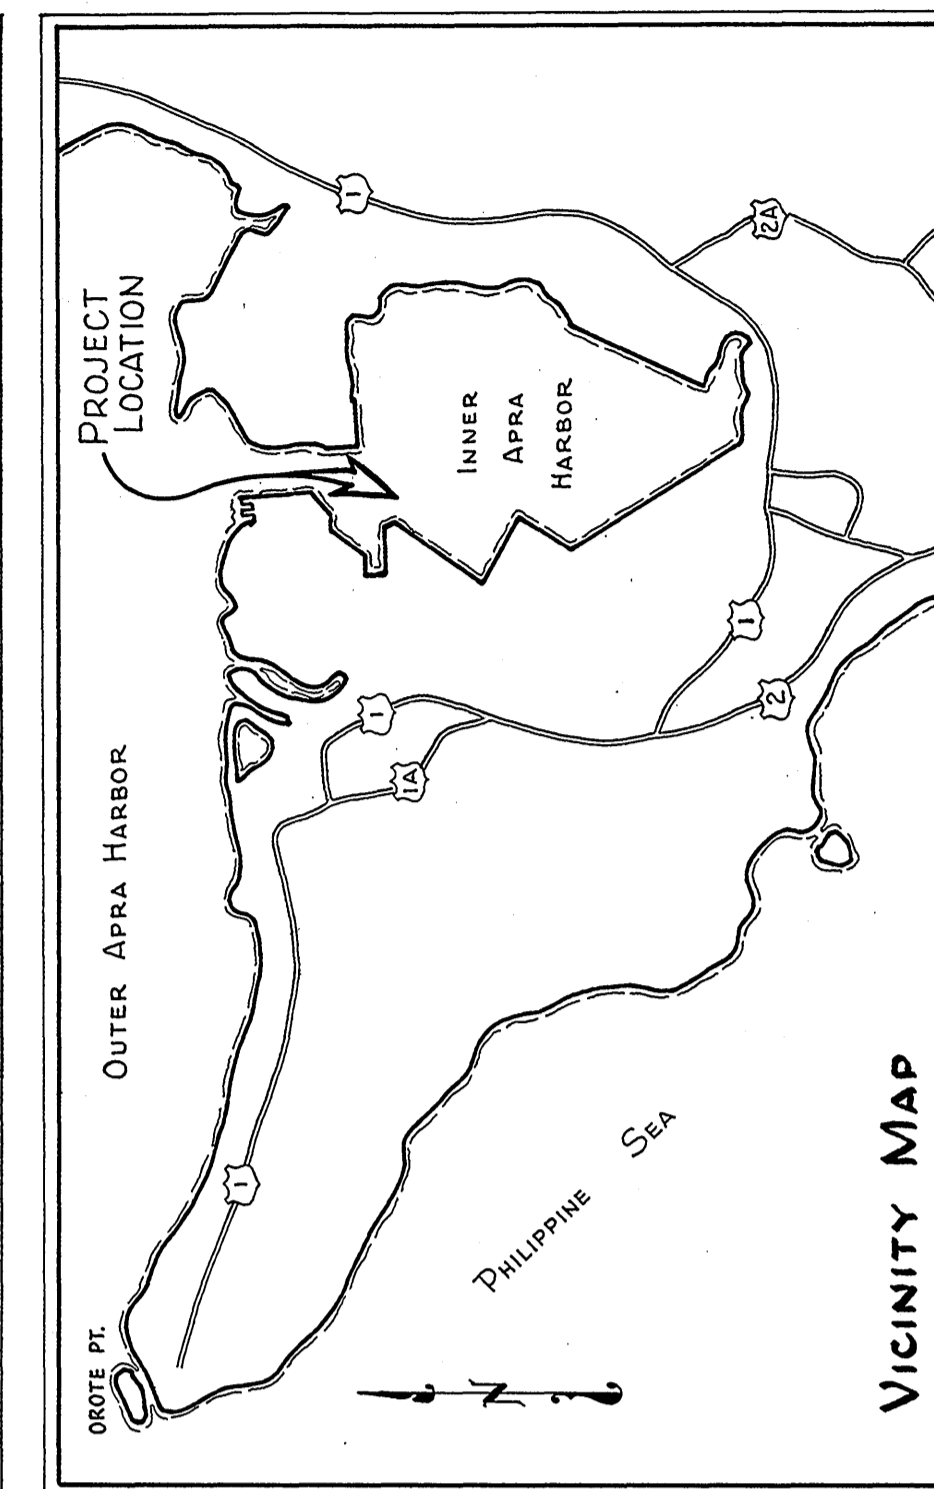 OROTE PT.
PROJECT
LOCATION
OUTER APRA HARBOR
1
1
1
1A
INNER
APRA
HARBOR
N
PHILIPPINE SEA
1
2
2A
VICINITY MAP